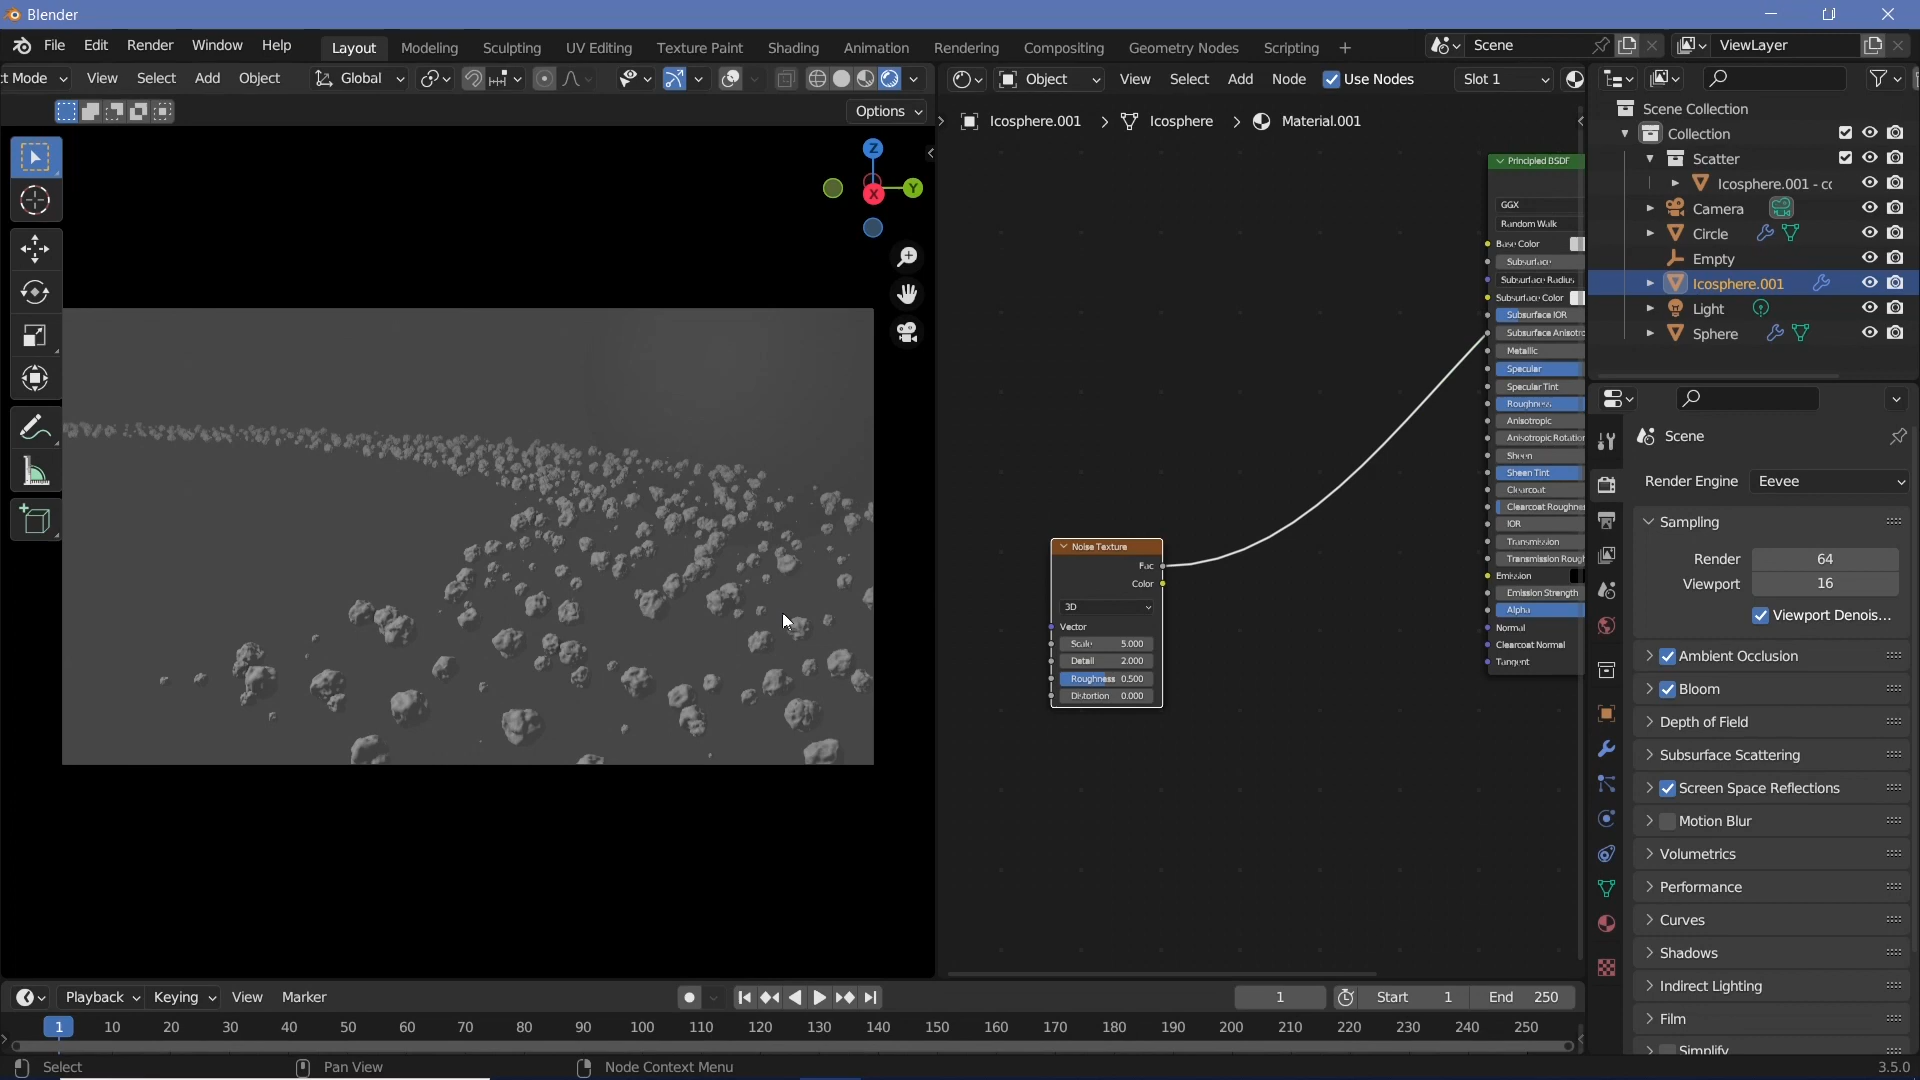 Blender
File Edit Render Window Help Layout Modeling Sculpting UV Editing Texture Paint Shading Animation Rendering Compositing Geometry Nodes Scripting + Scene ViewLayer
t Mode View Select Add Object Global Object View Select Add Node Use Nodes Slot 1
Options
Icosphere.001 > Icosphere > Material.001
Scene Collection
Collection
Scatter
Icosphere.001 - cc
Camera
Circle
Empty
Icosphere.001
Light
Sphere
Z
Y
X
Principled BSDF
GGX
Random Walk
Base Color
Subsurface
Subsurface Radius
Subsurface Color
Subsurface IOR
Subsurface Anisotro
Metallic
Specular
Specular Tint
Roughness
Anisotropic
Anisotropic Rotation
Sheen
Sheen Tint
Clearcoat
Clearcoat Roughne
IOR
Transmission
Transmission Rough
Emission
Emission Strength
Alpha
Normal
Clearcoat Normal
Tangent
Noise Texture
Fac
Color
3D
Vector
Scale 5.000
Detail 2.000
Roughness 0.500
Distortion 0.000
Scene
Render Engine Eevee
Sampling
Render 64
Viewport 16
Viewport Denois...
Ambient Occlusion
Bloom
Depth of Field
Subsurface Scattering
Screen Space Reflections
Motion Blur
Volumetrics
Performance
Curves
Shadows
Indirect Lighting
Film
Simplify
Playback Keying View Marker 1 Start 1 End 250
1 10 20 30 40 50 60 70 80 90 100 110 120 130 140 150 160 170 180 190 200 210 220 230 240 250
Select Pan View Node Context Menu 3.5.0